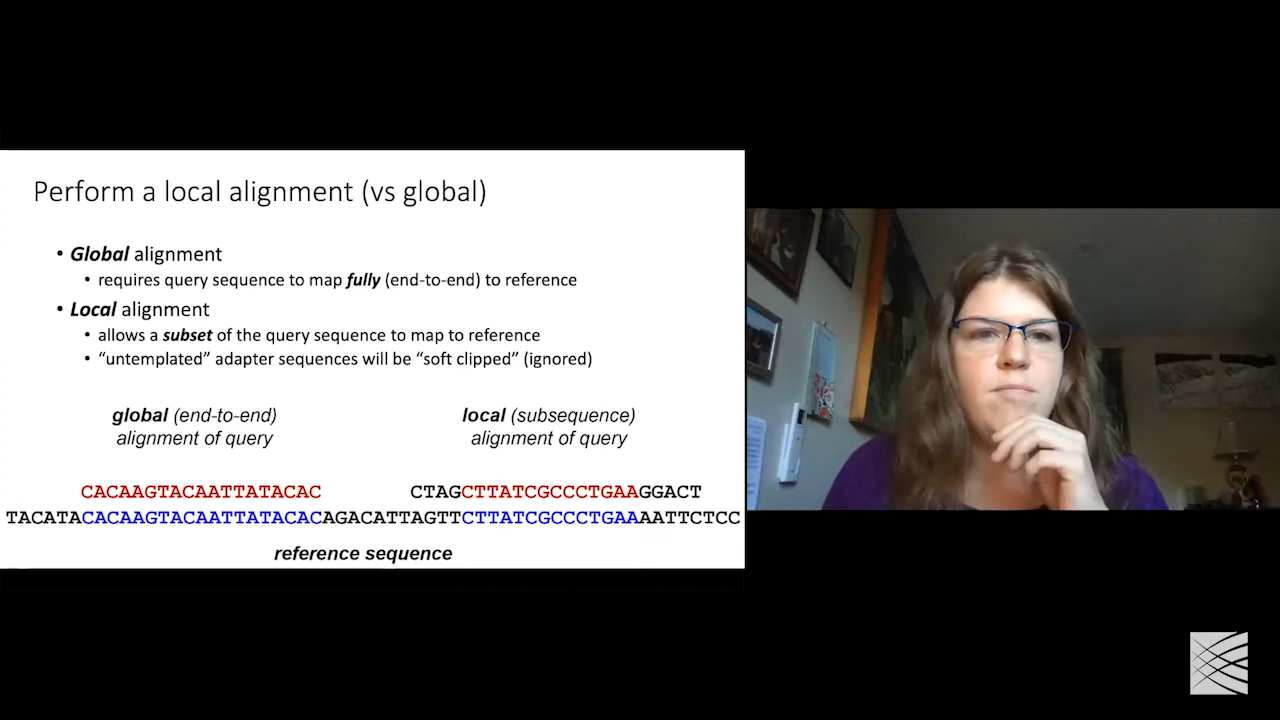 Perform a local alignment (vs global)
• Global alignment
• requires query sequence to map fully (end-to-end) to reference
• Local alignment
• allows a subset of the query sequence to map to reference
• “untemplated” adapter sequences will be “soft clipped” (ignored)
global (end-to-end)
alignment of query
local (subsequence)
alignment of query
CACAAGTACAATTATACAC CTAGCTTATCGCCCTGAAGGACT
TACATACACAAGTACAATTATACACAGACATTAGTTCTTATCGCCCTGAAAATTCTCC
reference sequence